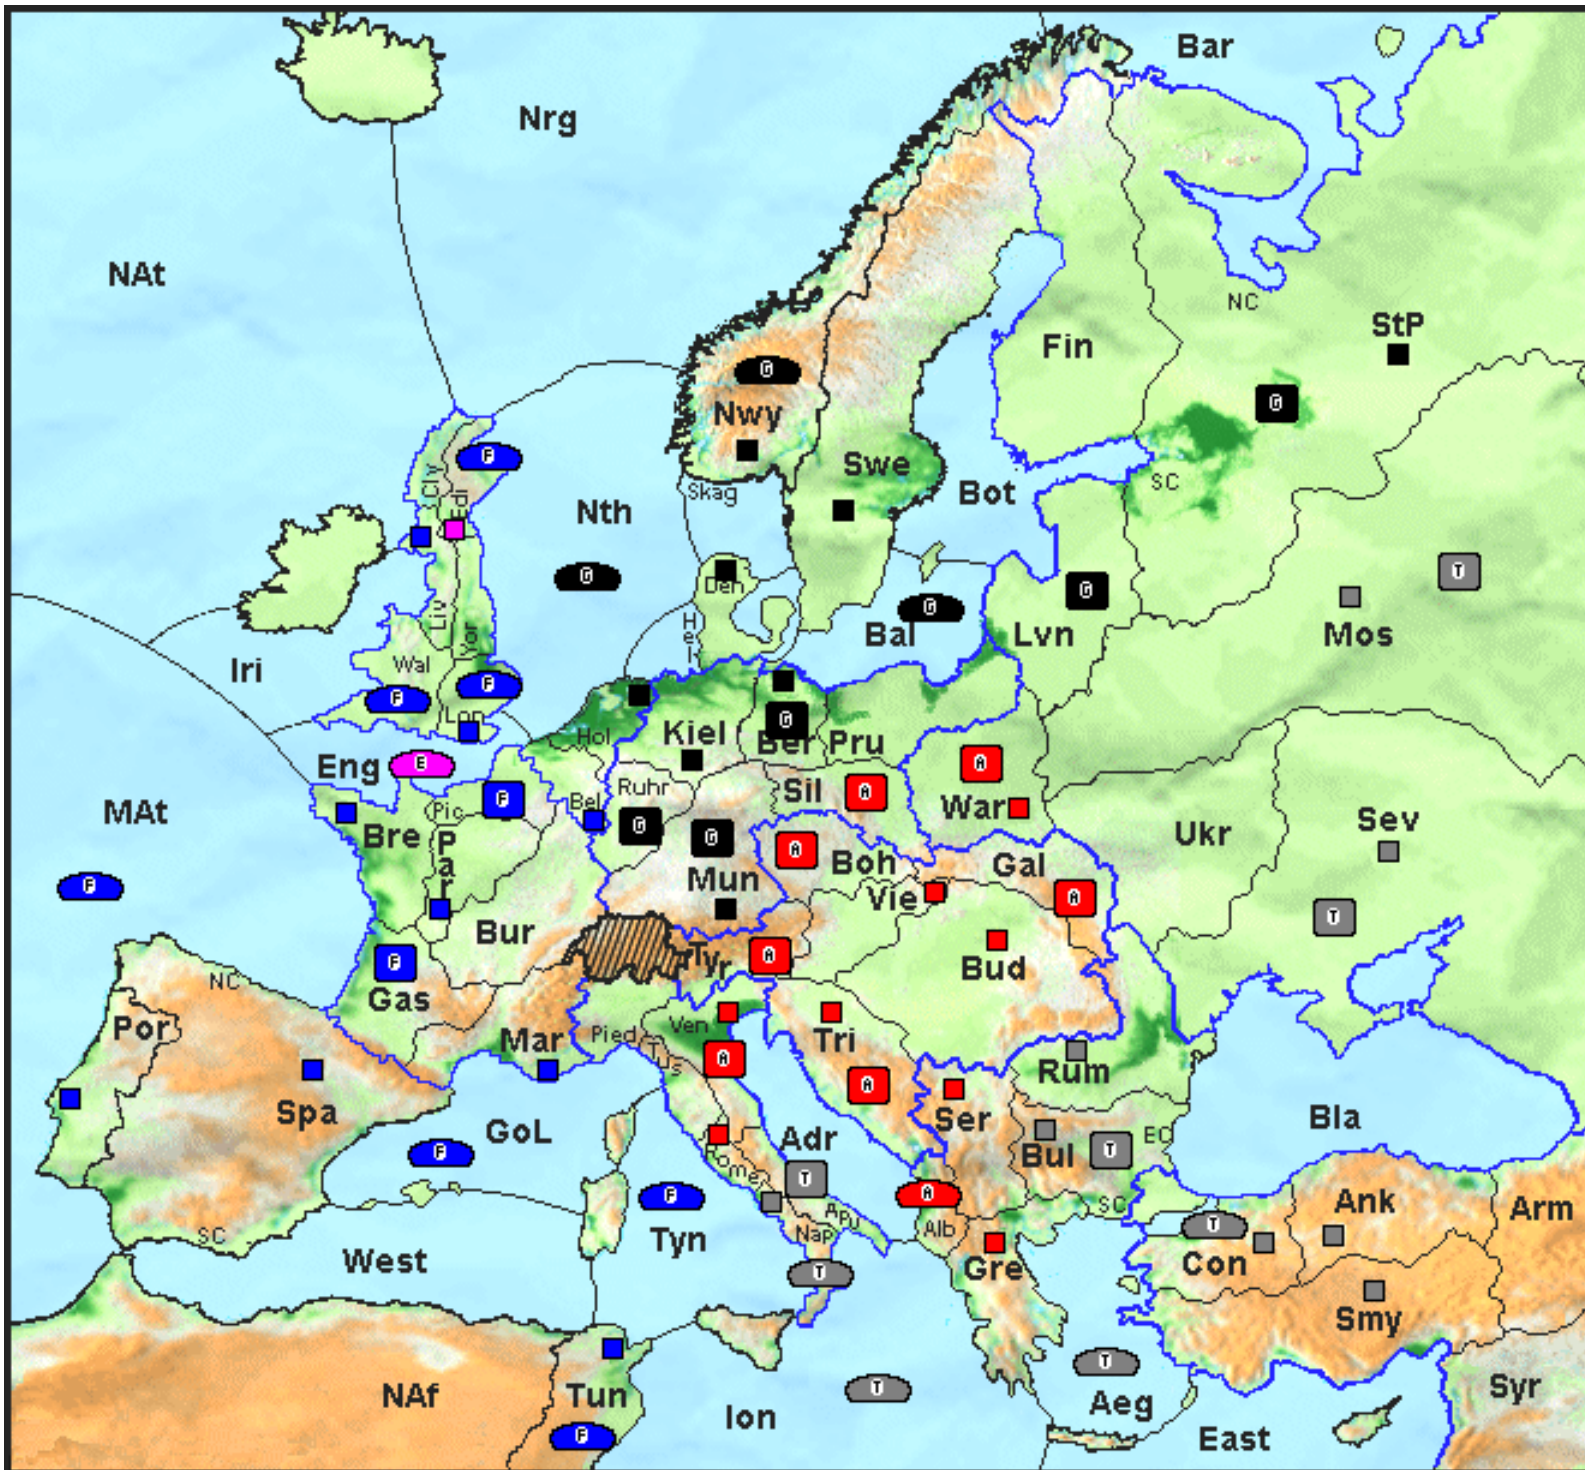 Bar
Nrg
NAt
NC
StP
Fin
G
G
Nwy
F
Cly
Edi
Swe
SC
Skag
Bot
Nth
T
G
Den
G
G
Hel
Bal
Lvn
Mos
Liv
Yor
Iri
Wal
F
F
Lon
G
Hol
Kiel
Ber
Pru
Eng
E
A
Sil
A
War
Ruhr
F
Bel
Pic
MAt
Bre
Par
G
G
A
Boh
Gal
Ukr
Sev
Mun
Vie
A
F
T
Bur
F
Tyr
A
Bud
NC
Gas
Por
Mar
Pied
Ven
Tri
Tus
A
Rum
A
Spa
Ser
GoL
Adr
Bla
EC
Bul
T
F
Rome
T
A
F
SC
SC
Apu
Alb
Ank
Arm
T
Tyn
Nap
West
Gre
Con
T
Smy
T
T
NAf
Tun
Ion
Aeg
Syr
F
East